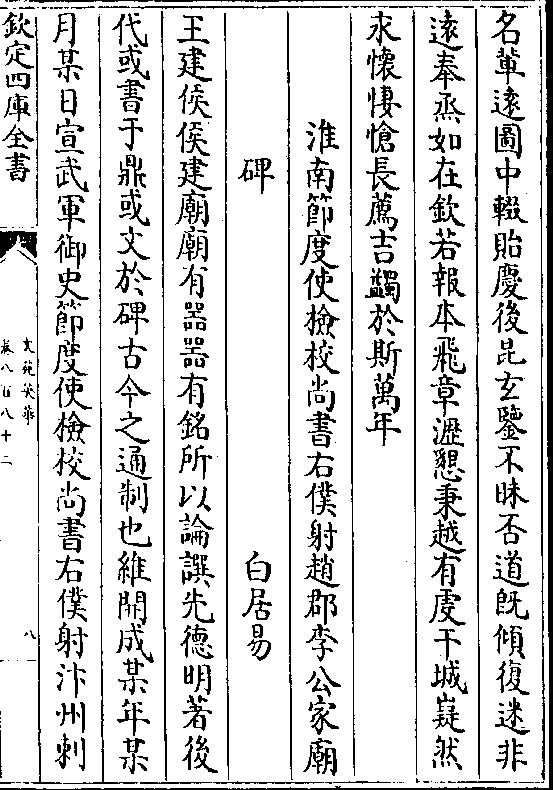 名輩遠圖中輟貽慶後昆玄鑒不昧否道既傾復迷非
遠奉烝如在欽若報本飛章瀝懇秉越有虔干城嶷然
永懷悽愴長薦吉蠲於斯萬年
淮南節度使檢校尚書右僕射趙郡李公家廟
碑 白居易
王建侯侯建廟廟有器器有銘所以論譔先德明著後
代或書于鼎或文於碑古今之通制也維開成某年某
月某日宣武軍御史節度使檢校尚書右僕射汴州刺
欽定四庫全書
文苑英華
卷八百八十二
八